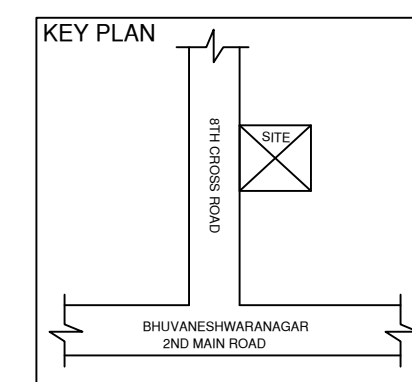 KEY PLAN
SITE
8TH CROSS ROAD
BHUVANESHWARANAGAR
2ND MAIN ROAD